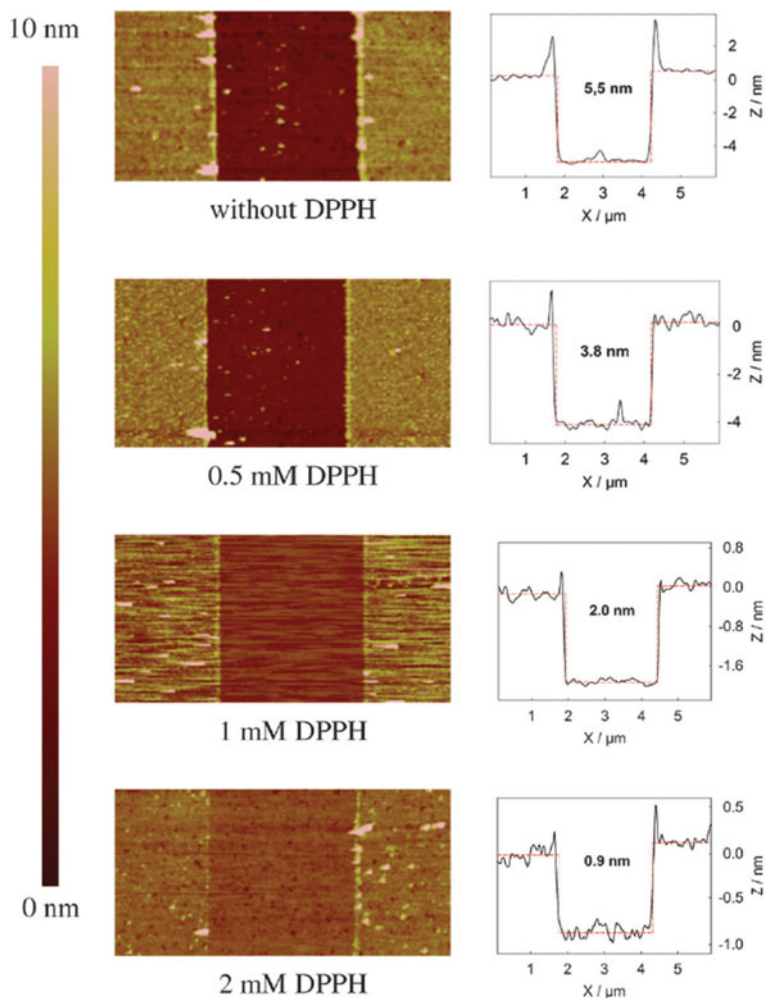 10 nm
0 nm
without DPPH
5,5 nm
2
0
-2
-4
Z / nm
1 2 3 4 5
X / µm
0.5 mM DPPH
3.8 nm
0
-2
-4
Z / nm
1 2 3 4 5
X / µm
1 mM DPPH
2.0 nm
0.8
0.0
-0.8
-1.6
Z / nm
1 2 3 4 5
X / µm
2 mM DPPH
0.9 nm
0.5
0.0
-0.5
-1.0
Z / nm
1 2 3 4 5
X / µm